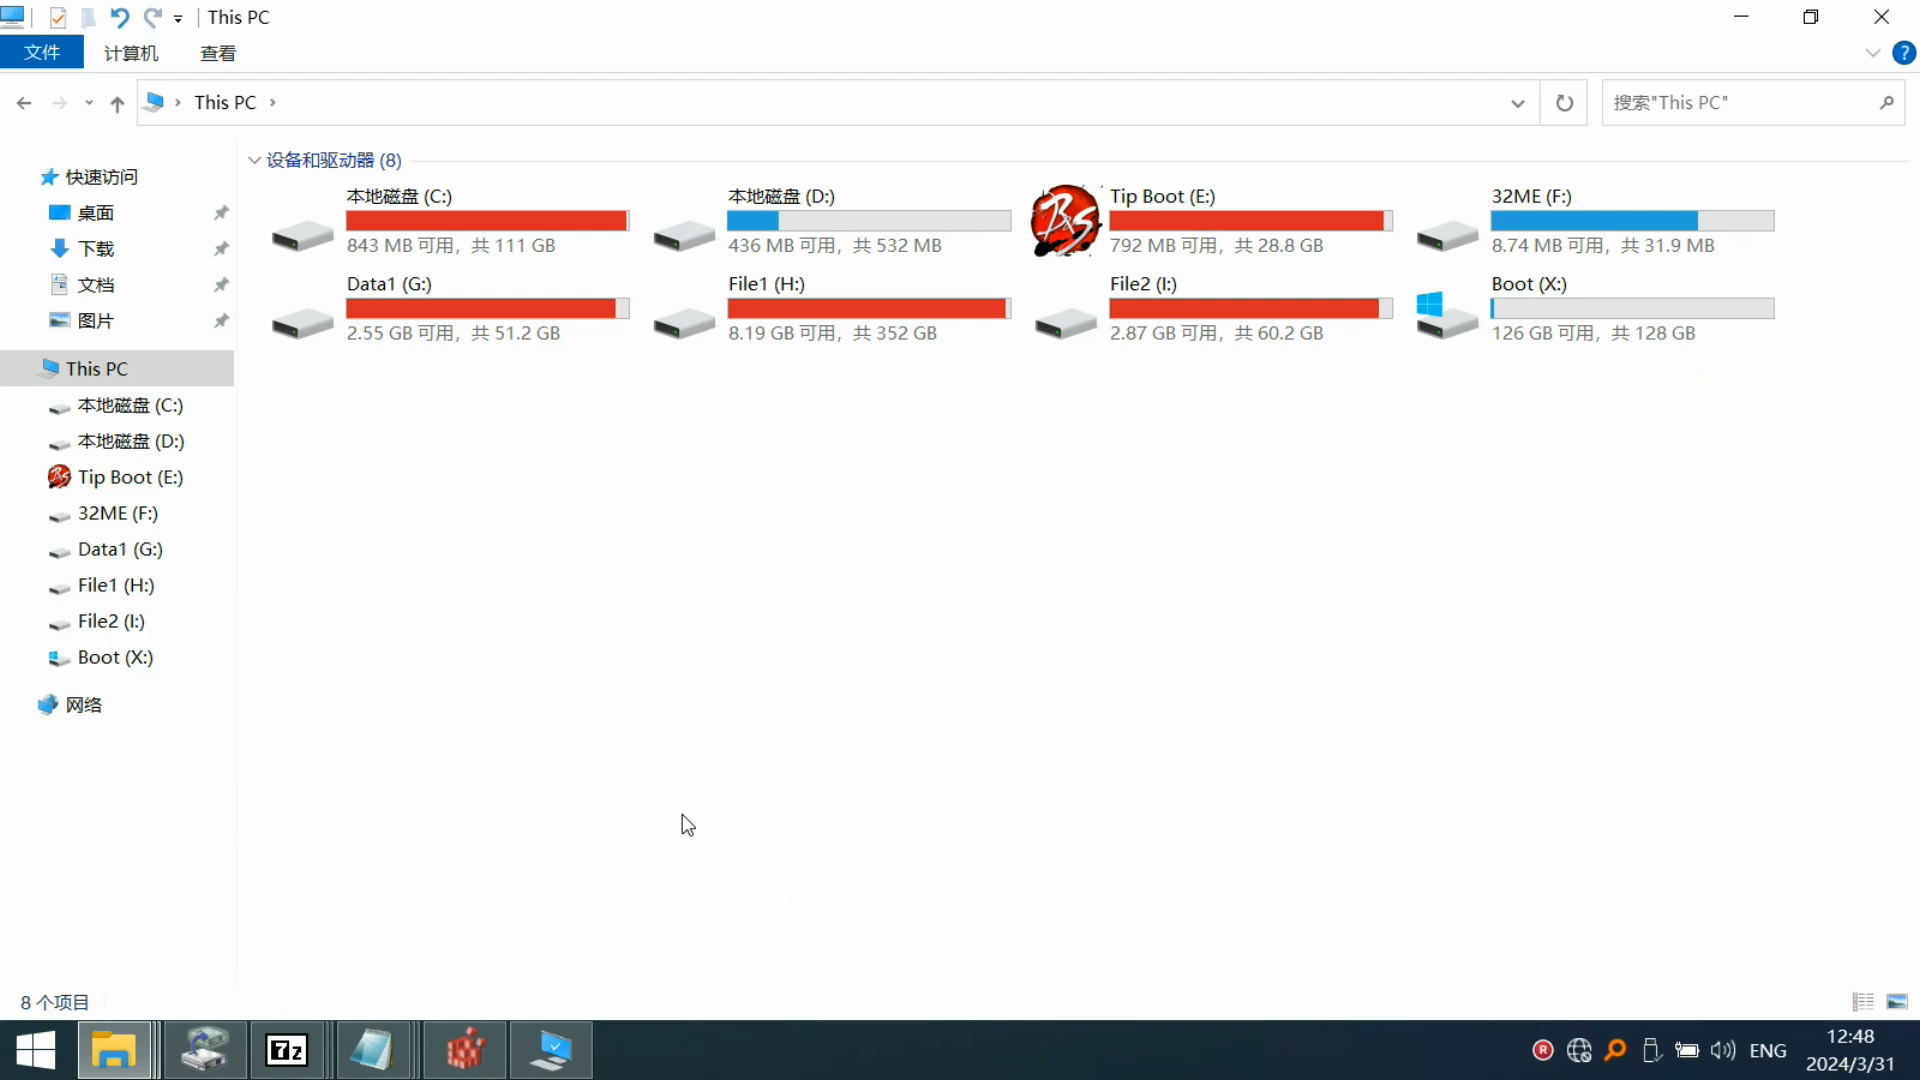 This PC
文件 计算机 查看
This PC
搜索"This PC"
快速访问
桌面
下载
文档
图片
This PC
本地磁盘 (C:)
本地磁盘 (D:)
Tip Boot (E:)
32ME (F:)
Data1 (G:)
File1 (H:)
File2 (I:)
Boot (X:)
网络
设备和驱动器 (8)
本地磁盘 (C:)
843 MB 可用，共 111 GB
本地磁盘 (D:)
436 MB 可用，共 532 MB
Tip Boot (E:)
792 MB 可用，共 28.8 GB
32ME (F:)
8.74 MB 可用，共 31.9 MB
Data1 (G:)
2.55 GB 可用，共 51.2 GB
File1 (H:)
8.19 GB 可用，共 352 GB
File2 (I:)
2.87 GB 可用，共 60.2 GB
Boot (X:)
126 GB 可用，共 128 GB
8 个项目
7z
R
ENG
12:48
2024/3/31